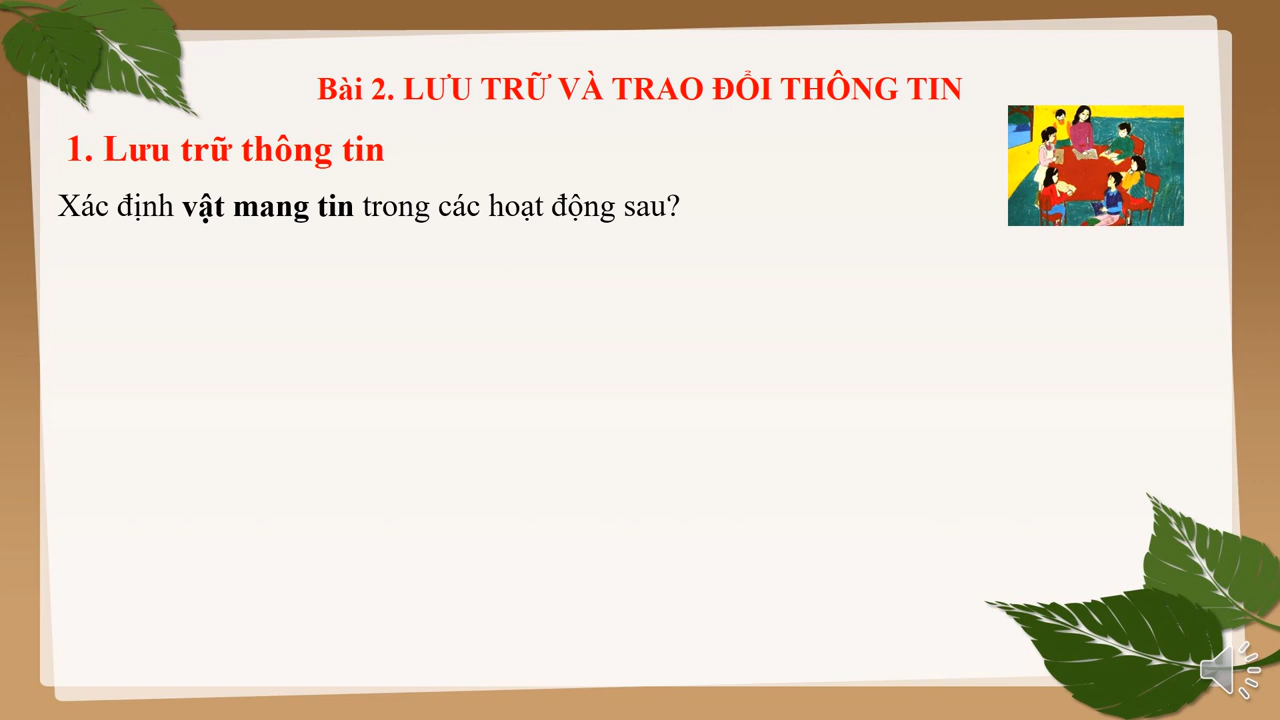 Bài 2. LƯU TRỮ VÀ TRAO ĐỔI THÔNG TIN
1. Lưu trữ thông tin
Xác định vật mang tin trong các hoạt động sau?